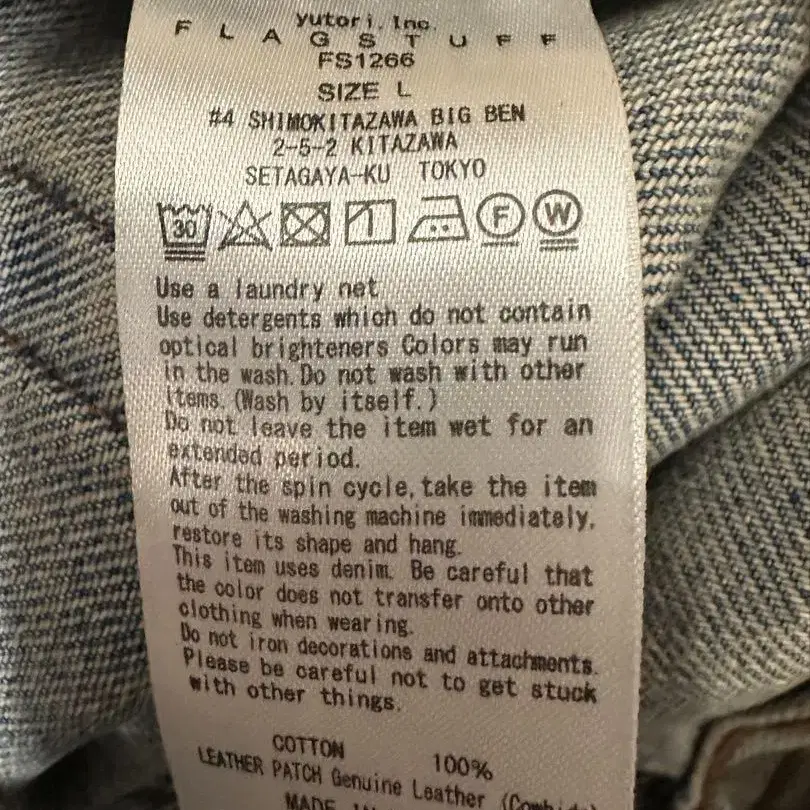 yutori, Inc.
F L A G S T U F F
FS1266
SIZE L
#4 SHIMOKITAZAWA BIG BEN
2-5-2 KITAZAWA
SETAGAYA-KU TOKYO
30 F W
Use a laundry net
Use detergents which do not contain
optical brighteners Colors may run
in the wash. Do not wash with other
items. (Wash by itself.)
Do not leave the item wet for an
extended period.
After the spin cycle, take the item
out of the washing machine immediately,
restore its shape and hang.
This item uses denim. Be careful that
the color does not transfer onto other
clothing when wearing.
Do not iron decorations and attachments.
Please be careful not to get stuck
with other things.
COTTON 100%
LEATHER PATCH Genuine Leather
MADE